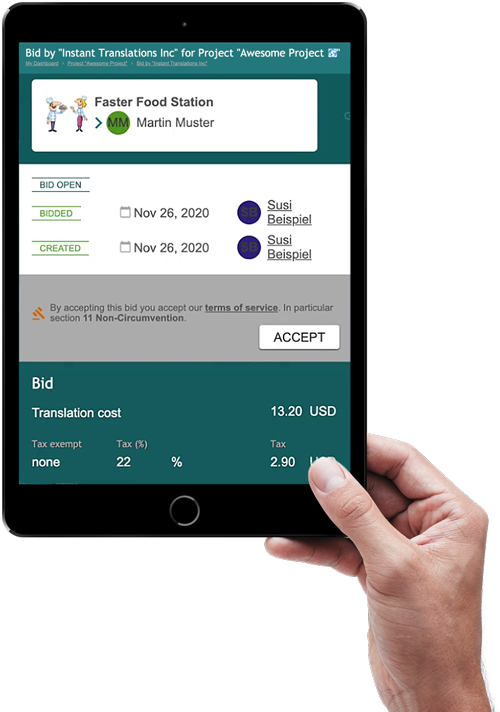 Bid by "Instant Translations Inc" for Project "Awesome Project"
My Dashboard > Project "Awesome Project" > Bid by "Instant Translations Inc"
Faster Food Station
> MM Martin Muster
BID OPEN
BIDDED Nov 26, 2020 SB Susi
Beispiel
CREATED Nov 26, 2020 SB Susi
Beispiel
By accepting this bid you accept our terms of service. In particular
section 11 Non-Circumvention.
ACCEPT
Bid
Translation cost 13.20 USD
Tax exempt Tax (%) Tax
none 22 % 2.90 USD